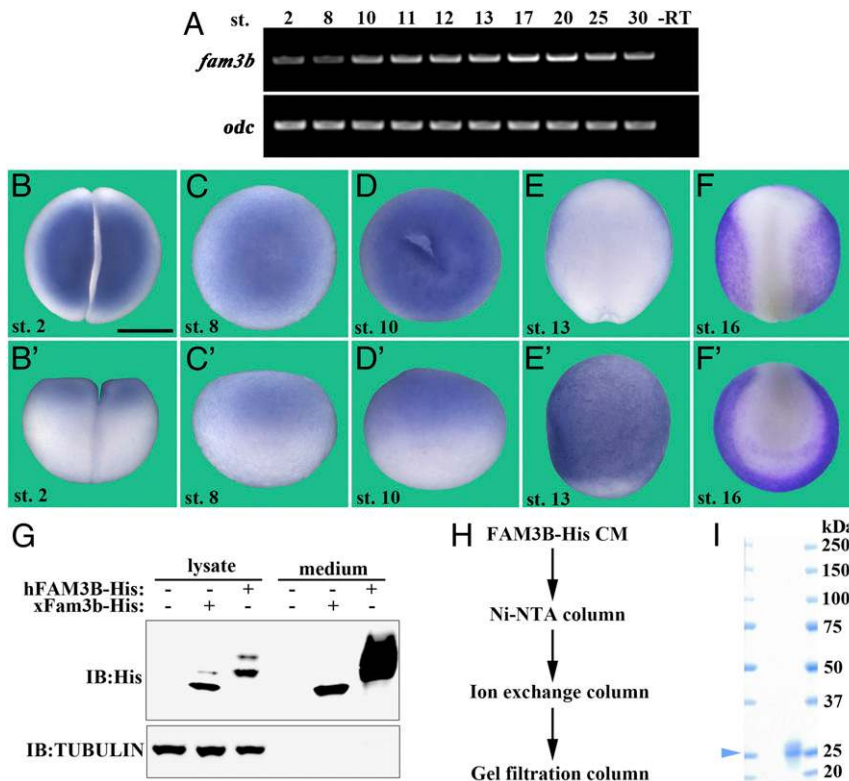 A st. 2 8 10 11 12 13 17 20 25 30 -RT
fam3b
odc
B C D E F
st. 2 st. 8 st. 10 st. 13 st. 16
B' C' D' E' F'
st. 2 st. 8 st. 10 st. 13 st. 16
G
lysate medium
hFAM3B-His: - - + - - +
xFam3b-His: - + - - + -
IB:His
IB:TUBULIN
H
FAM3B-His CM
Ni-NTA column
Ion exchange column
Gel filtration column
I
kDa
250
150
100
75
50
37
25
20